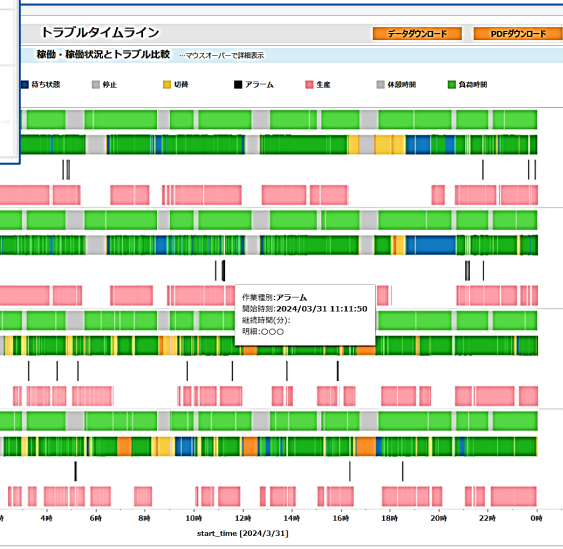 トラブルタイムライン
データダウンロード
PDFダウンロード
稼働・稼働状況とトラブル比較 …マウスオーバーで詳細表示
待ち状態 停止 切替 アラーム 生産 休憩時間 負荷時間
作業種別:アラーム
開始時刻:2024/03/31 11:11:50
継続時間(分):
明細:○○○
4時 6時 8時 10時 12時 14時 16時 18時 20時 22時 0時
start_time [2024/3/31]